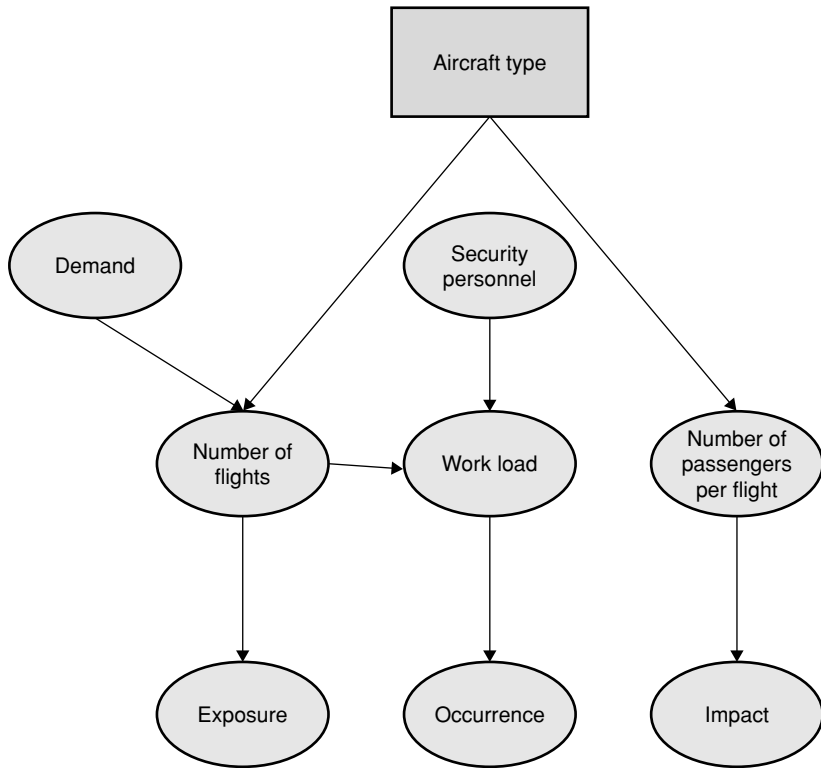 Aircraft type
Demand
Security
personnel
Number of
flights
Work load
Number of
passengers
per flight
Exposure
Occurrence
Impact